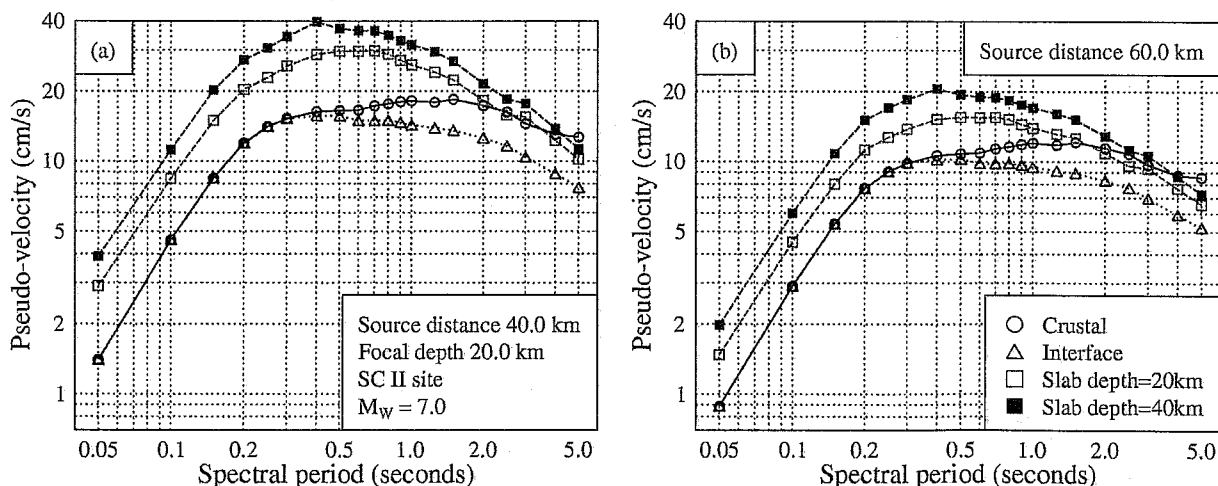 (a)
40
20
10
5
2
1
Pseudo-velocity (cm/s)
Source distance 40.0 km
Focal depth 20.0 km
SC II site
M_W = 7.0
0.05 0.1 0.2 0.5 1.0 2.0 5.0
Spectral period (seconds)
(b)
Source distance 60.0 km
40
20
10
5
2
1
Pseudo-velocity (cm/s)
Crustal
Interface
Slab depth=20km
Slab depth=40km
0.05 0.1 0.2 0.5 1.0 2.0 5.0
Spectral period (seconds)